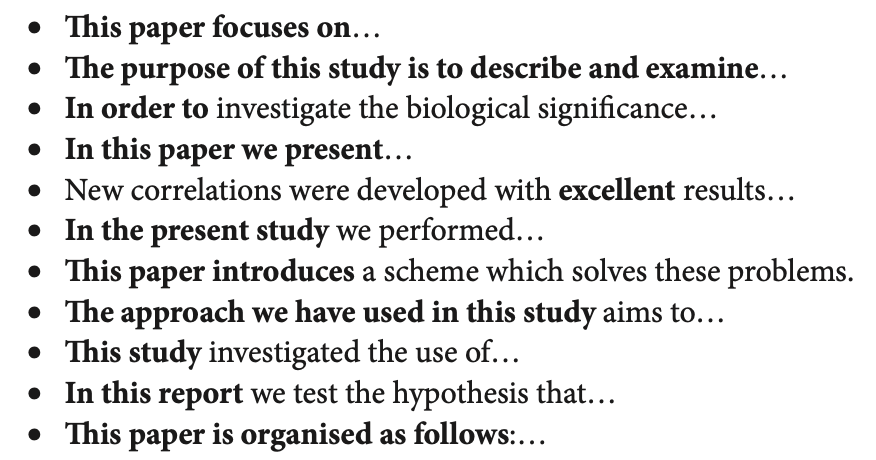 • This paper focuses on…
• The purpose of this study is to describe and examine…
• In order to investigate the biological significance…
• In this paper we present…
• New correlations were developed with excellent results…
• In the present study we performed…
• This paper introduces a scheme which solves these problems.
• The approach we have used in this study aims to…
• This study investigated the use of…
• In this report we test the hypothesis that…
• This paper is organised as follows:…